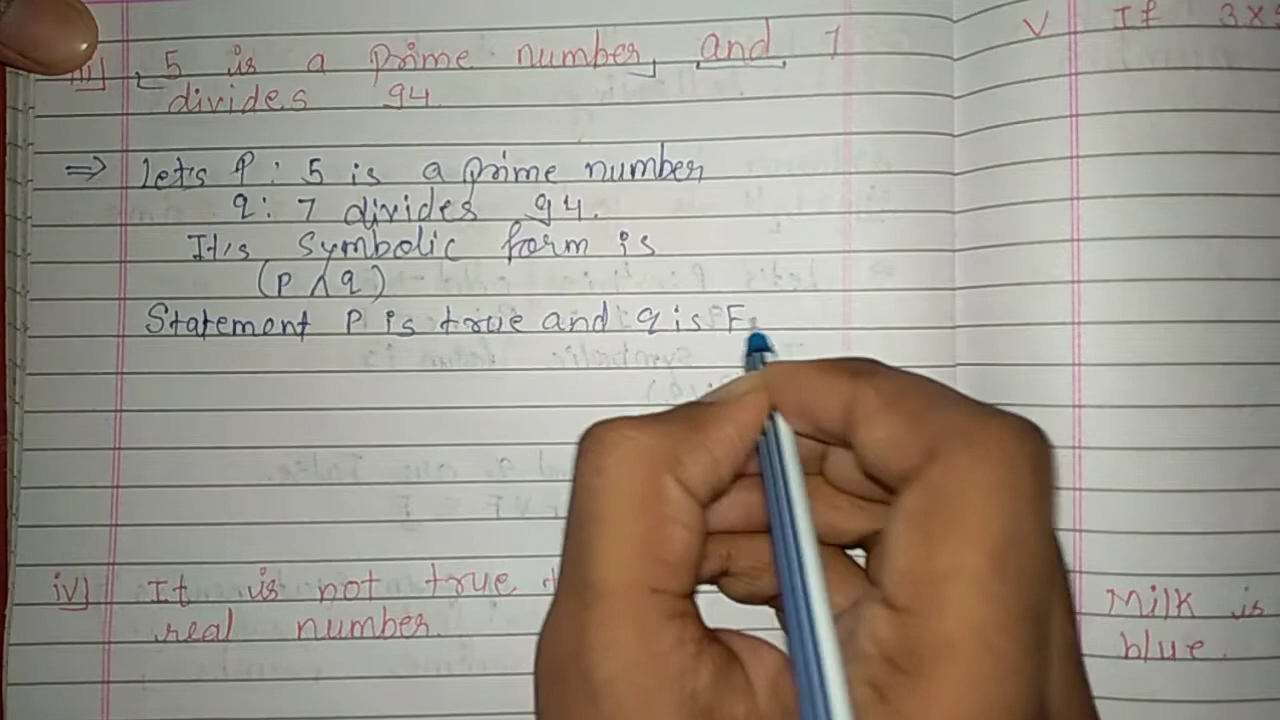 iii) 5 is a prime number and 7
divides 94
⇒ Let's P : 5 is a prime number
q : 7 divides 94.
It's Symbolic form is
(p ∧ q)
Statement P is true and q is F
iv) It is not true
real number
V If 3x
Milk is
blue.